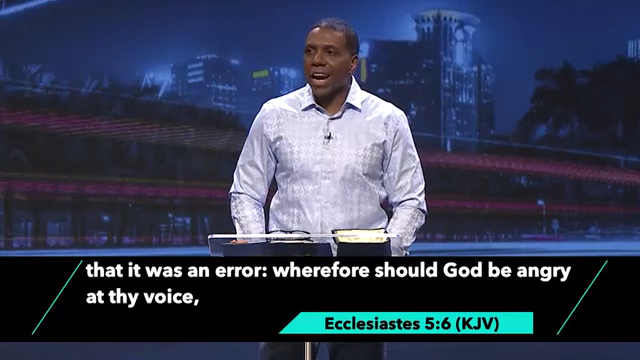 that it was an error: wherefore should God be angry
at thy voice,
Ecclesiastes 5:6 (KJV)